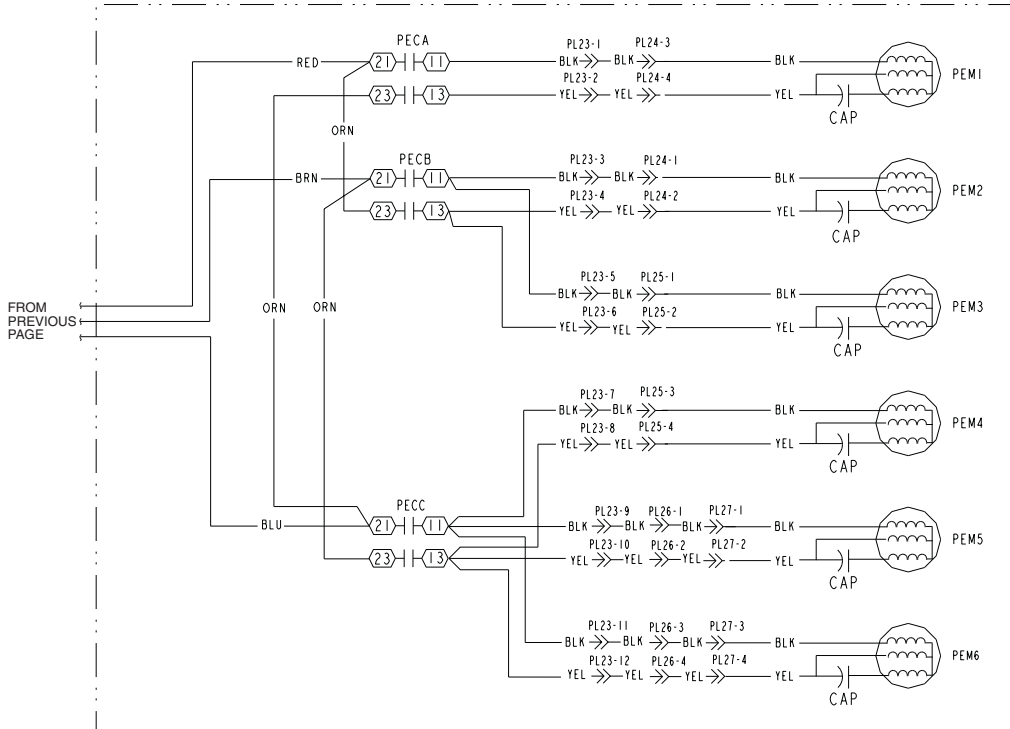 PECA
PL23-1 PL24-3
RED 21 11 BLK BLK BLK PEM1
PL23-2 PL24-4
23 13 YEL YEL YEL
CAP
ORN
PECB
PL23-3 PL24-1
BRN 21 11 BLK BLK BLK
PL23-4 PL24-2 PEM2
23 13 YEL YEL YEL
CAP
PL23-5 PL25-1
BLK BLK BLK
FROM
PREVIOUS
PAGE
ORN ORN PEM3
PL23-6 PL25-2
YEL YEL YEL
CAP
PL23-7 PL25-3
BLK BLK BLK
PL23-8 PL25-4 PEM4
YEL YEL YEL
CAP
PECC
PL23-9 PL26-1 PL27-1
BLU 21 11 BLK BLK BLK BLK
PL23-10 PL26-2 PL27-2 PEM5
23 13 YEL YEL YEL YEL
CAP
PL23-11 PL26-3 PL27-3
BLK BLK BLK BLK
PL23-12 PL26-4 PL27-4 PEM6
YEL YEL YEL YEL
CAP